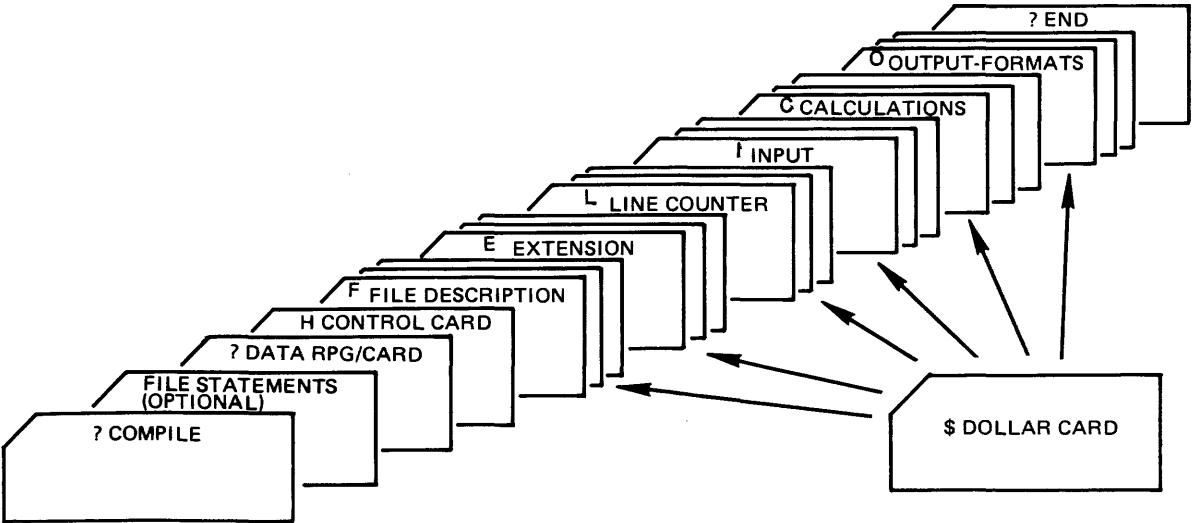 ? END
O OUTPUT-FORMATS
C CALCULATIONS
I INPUT
L LINE COUNTER
E EXTENSION
F FILE DESCRIPTION
H CONTROL CARD
? DATA RPG/CARD
FILE STATEMENTS
(OPTIONAL)
? COMPILE
$ DOLLAR CARD